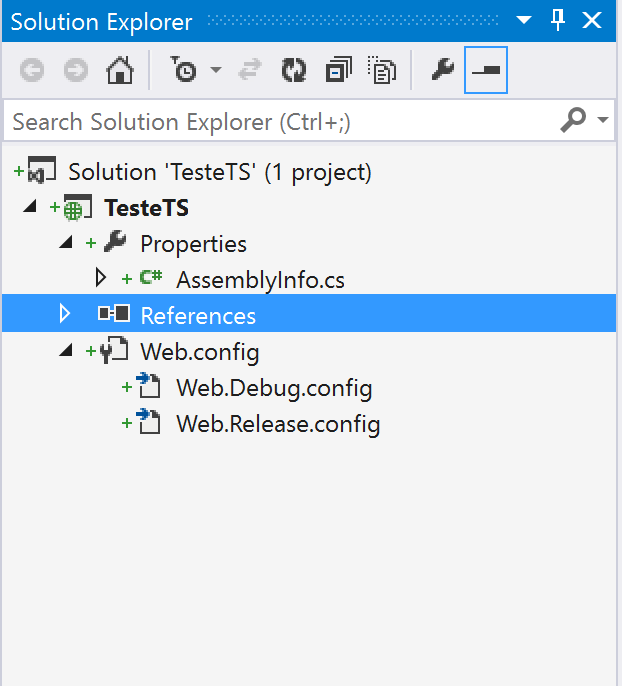 Solution Explorer
Search Solution Explorer (Ctrl+;)
Solution 'TesteTS' (1 project)
TesteTS
Properties
C# AssemblyInfo.cs
References
Web.config
Web.Debug.config
Web.Release.config